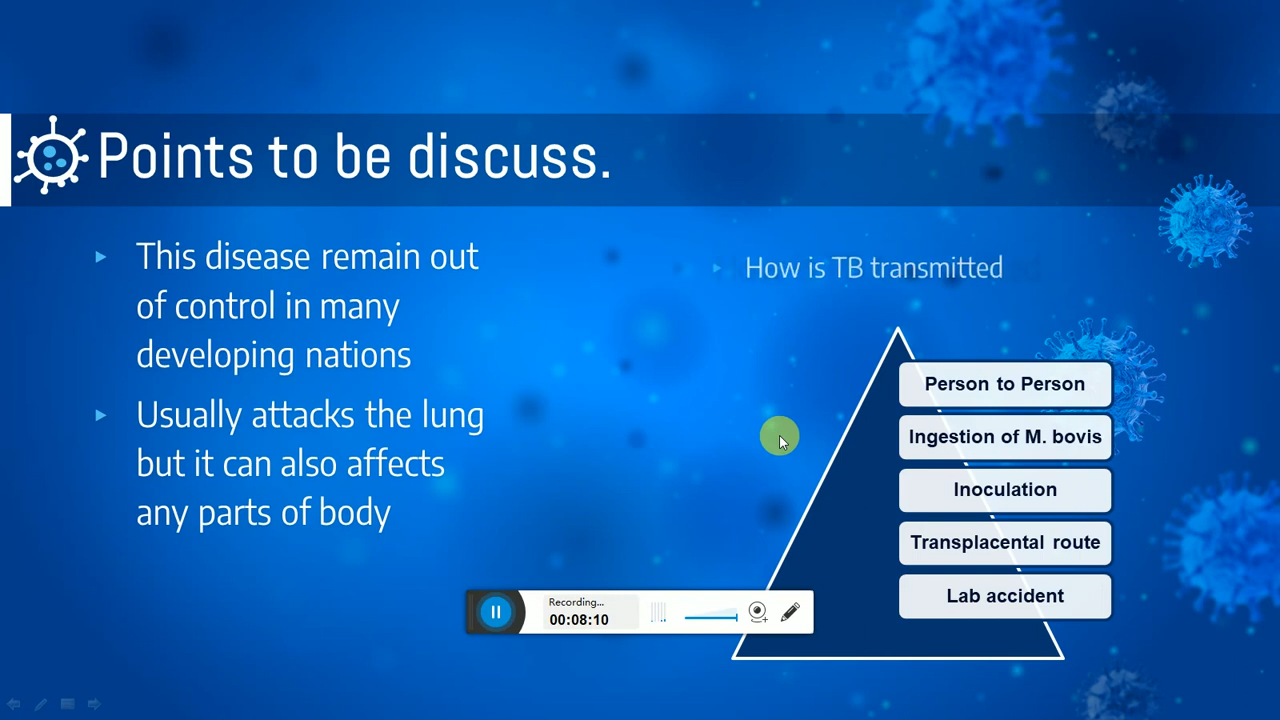 Points to be discuss.
This disease remain out
of control in many
developing nations
Usually attacks the lung
but it can also affects
any parts of body
How is TB transmitted
Person to Person
Ingestion of M. bovis
Inoculation
Transplacental route
Lab accident
Recording...
00:08:10